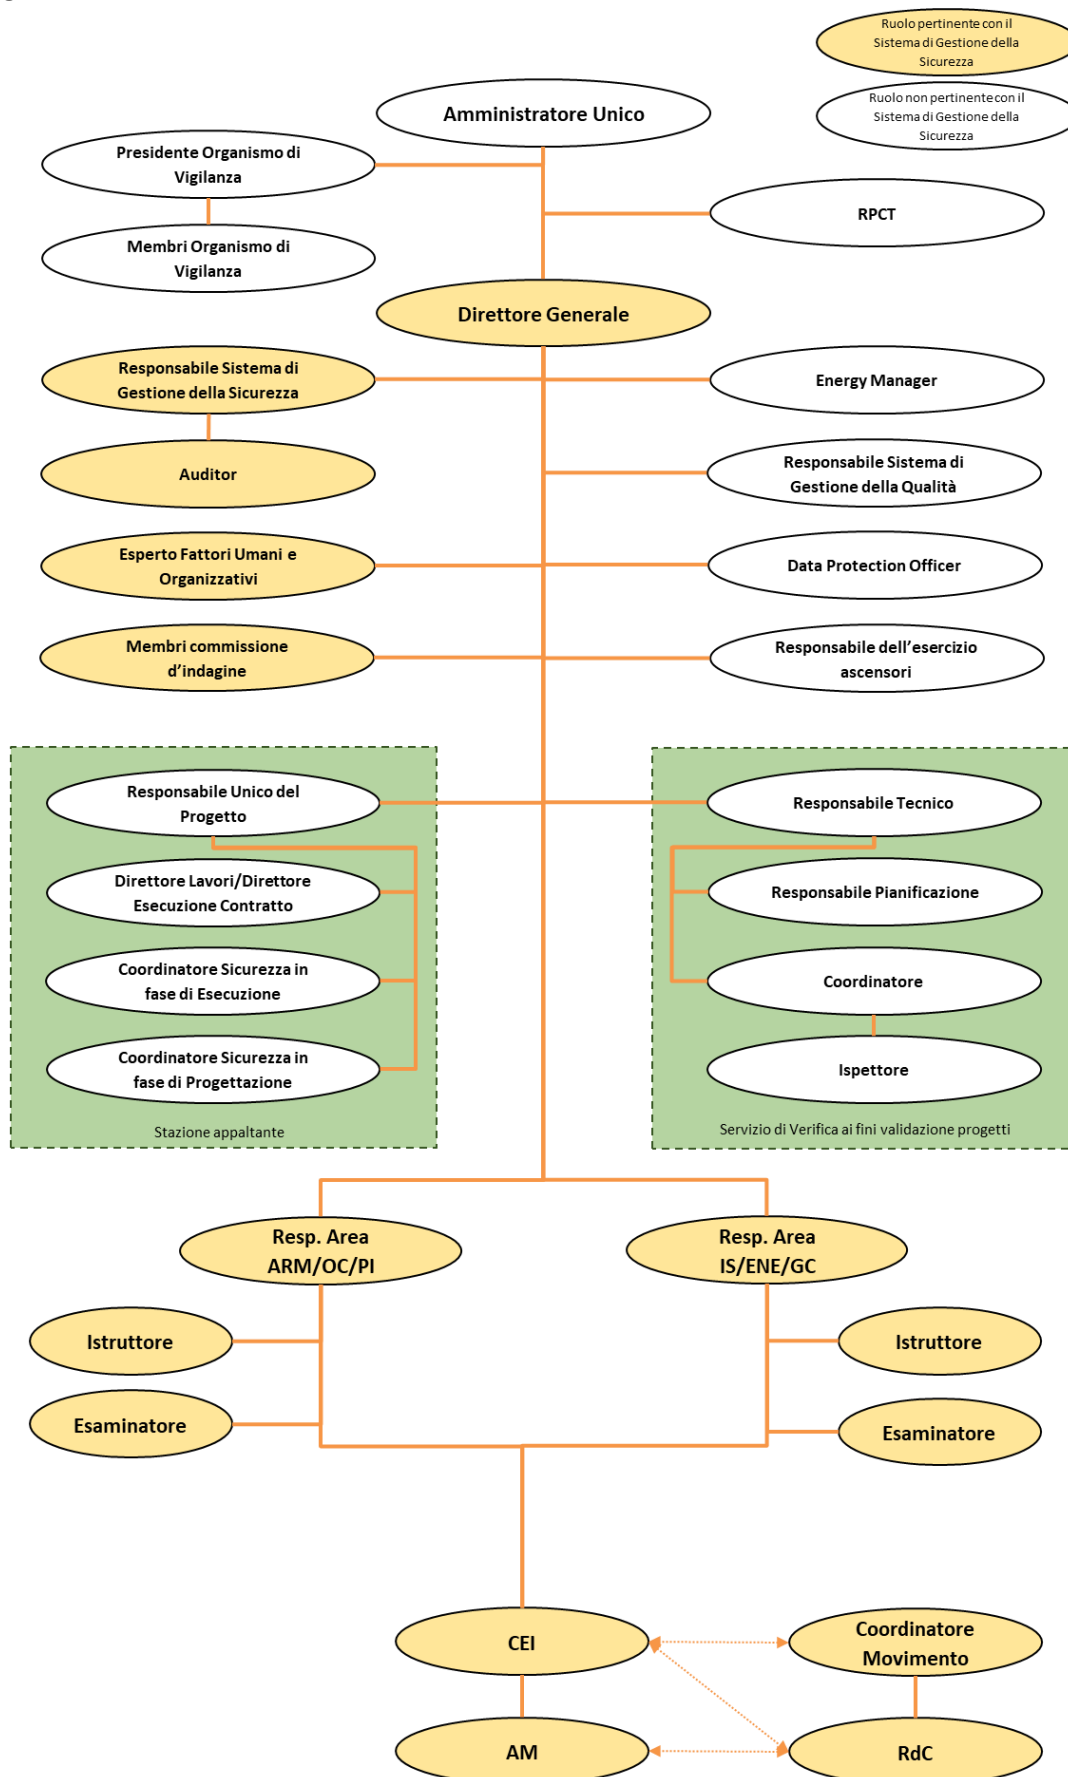 Ruolo pertinente con il
Sistema di Gestione della
Sicurezza
Ruolo non pertinente con il
Sistema di Gestione della
Sicurezza
Amministratore Unico
Presidente Organismo di
Vigilanza
RPCT
Membri Organismo di
Vigilanza
Direttore Generale
Responsabile Sistema di
Gestione della Sicurezza
Energy Manager
Auditor
Responsabile Sistema di
Gestione della Qualità
Esperto Fattori Umani e
Organizzativi
Data Protection Officer
Membri commissione
d'indagine
Responsabile dell'esercizio
ascensori
Responsabile Unico del
Progetto
Direttore Lavori/Direttore
Esecuzione Contratto
Coordinatore Sicurezza in
fase di Esecuzione
Coordinatore Sicurezza in
fase di Progettazione
Stazione appaltante
Responsabile Tecnico
Responsabile Pianificazione
Coordinatore
Ispettore
Servizio di Verifica ai fini validazione progetti
Resp. Area
ARM/OC/PI
Resp. Area
IS/ENE/GC
Istruttore
Istruttore
Esaminatore
Esaminatore
CEI
Coordinatore
Movimento
AM
RdC